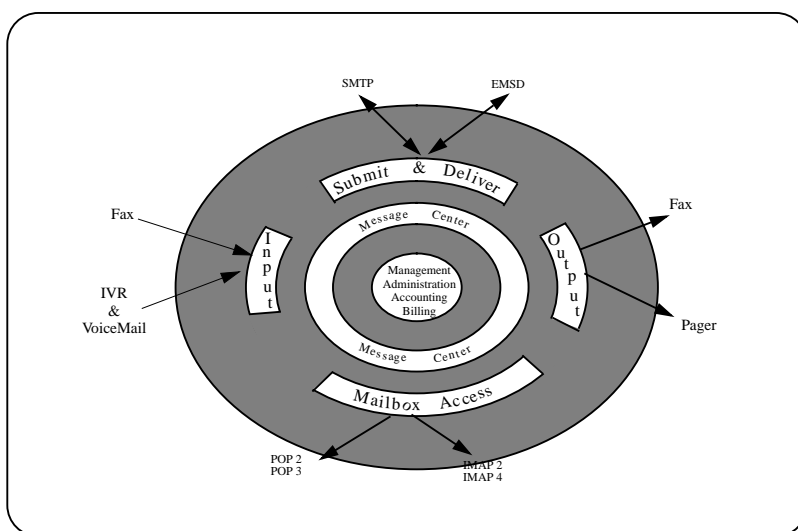 SMTP
EMSD
Submit & Deliver
Fax
Input
IVR
&
VoiceMail
Message Center
Management
Administration
Accounting
Billing
Message Center
Output
Fax
Pager
Mailbox Access
POP 2
POP 3
IMAP 2
IMAP 4